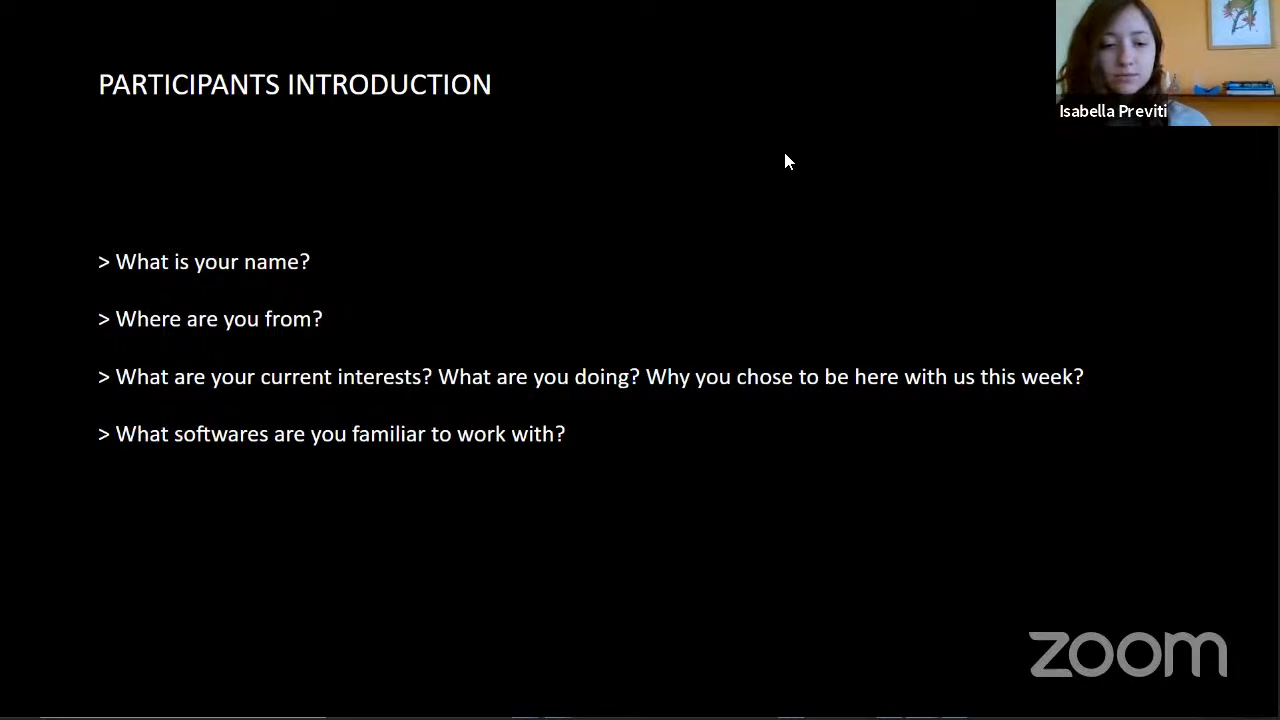 PARTICIPANTS INTRODUCTION
Isabella Previti
> What is your name?
> Where are you from?
> What are your current interests? What are you doing? Why you chose to be here with us this week?
> What softwares are you familiar to work with?
zoom